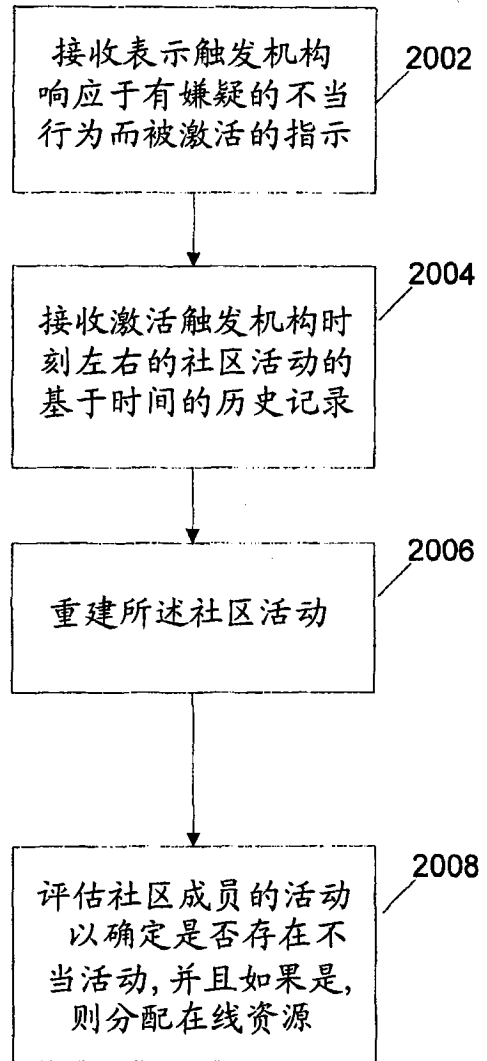 接收表示触发机构
响应于有嫌疑的不当
行为而被激活的指示
2002
接收激活触发机构时
刻左右的社区活动的
基于时间的历史记录
2004
重建所述社区活动
2006
评估社区成员的活动
以确定是否存在不
当活动,并且如果是,
则分配在线资源
2008